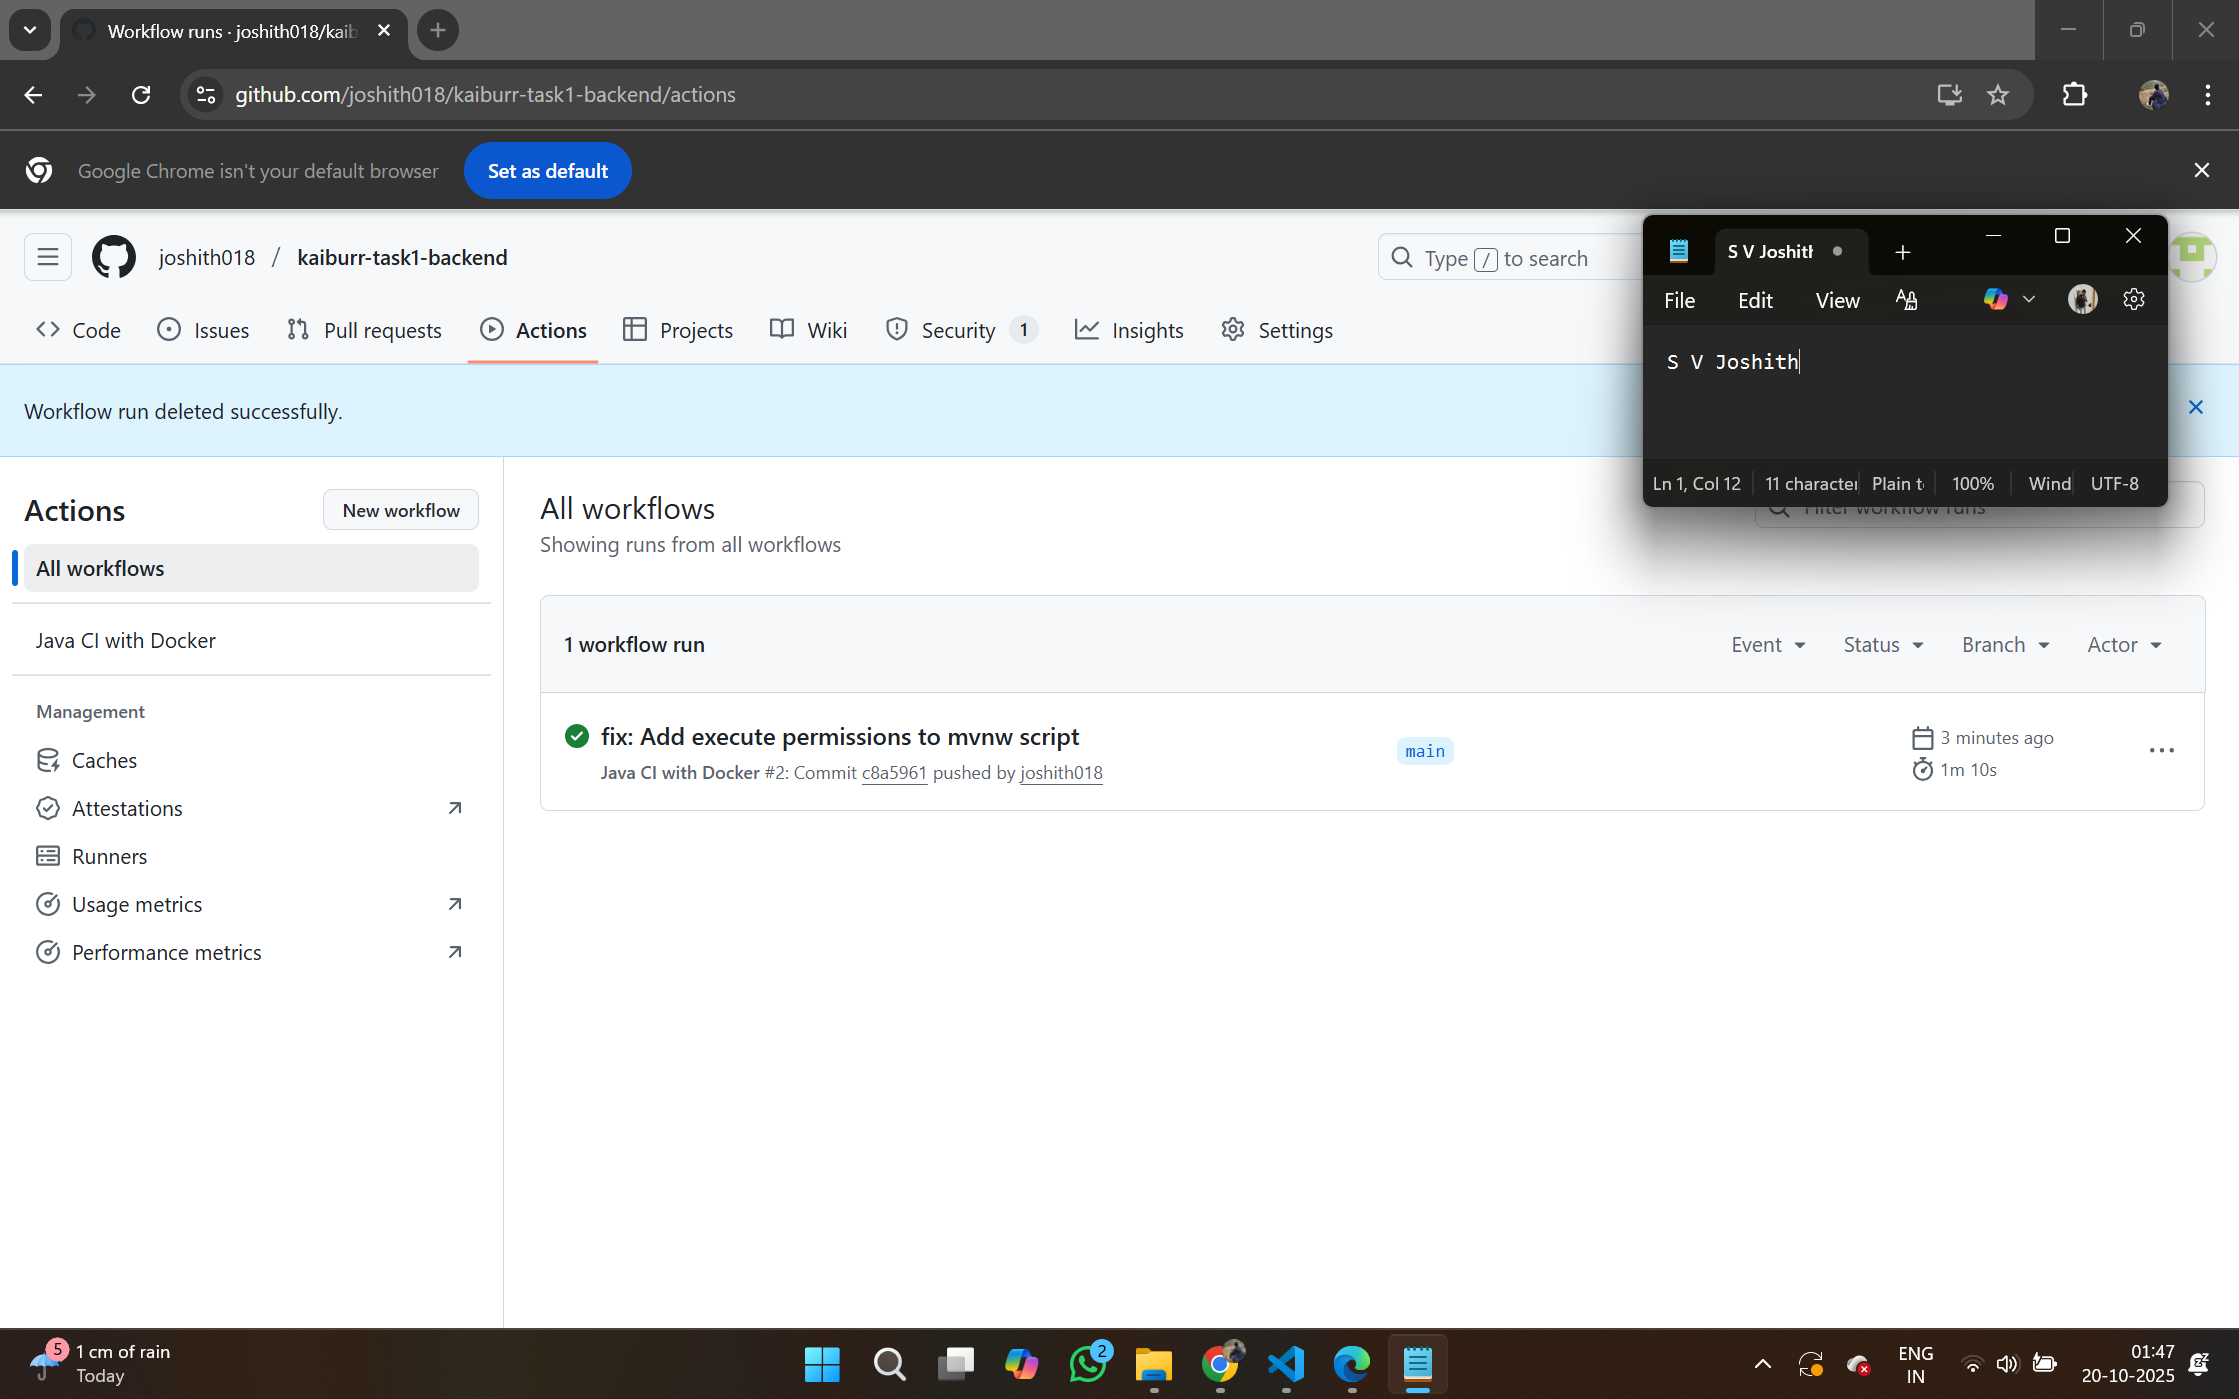 Workflow runs · joshith018/kaib
github.com/joshith018/kaiburr-task1-backend/actions
Google Chrome isn't your default browser
Set as default
joshith018 / kaiburr-task1-backend
Type / to search
Code
Issues
Pull requests
Actions
Projects
Wiki
Security 1
Insights
Settings
S V Joshith
File
Edit
View
S V Joshith
Ln 1, Col 12
11 character
Plain t
100%
Wind
UTF-8
Workflow run deleted successfully.
Actions
New workflow
All workflows
Java CI with Docker
Management
Caches
Attestations
Runners
Usage metrics
Performance metrics
All workflows
Showing runs from all workflows
Filter workflow runs
1 workflow run
Event
Status
Branch
Actor
fix: Add execute permissions to mvnw script
Java CI with Docker #2: Commit c8a5961 pushed by joshith018
main
3 minutes ago
1m 10s
5
1 cm of rain
Today
2
ENG
IN
01:47
20-10-2025